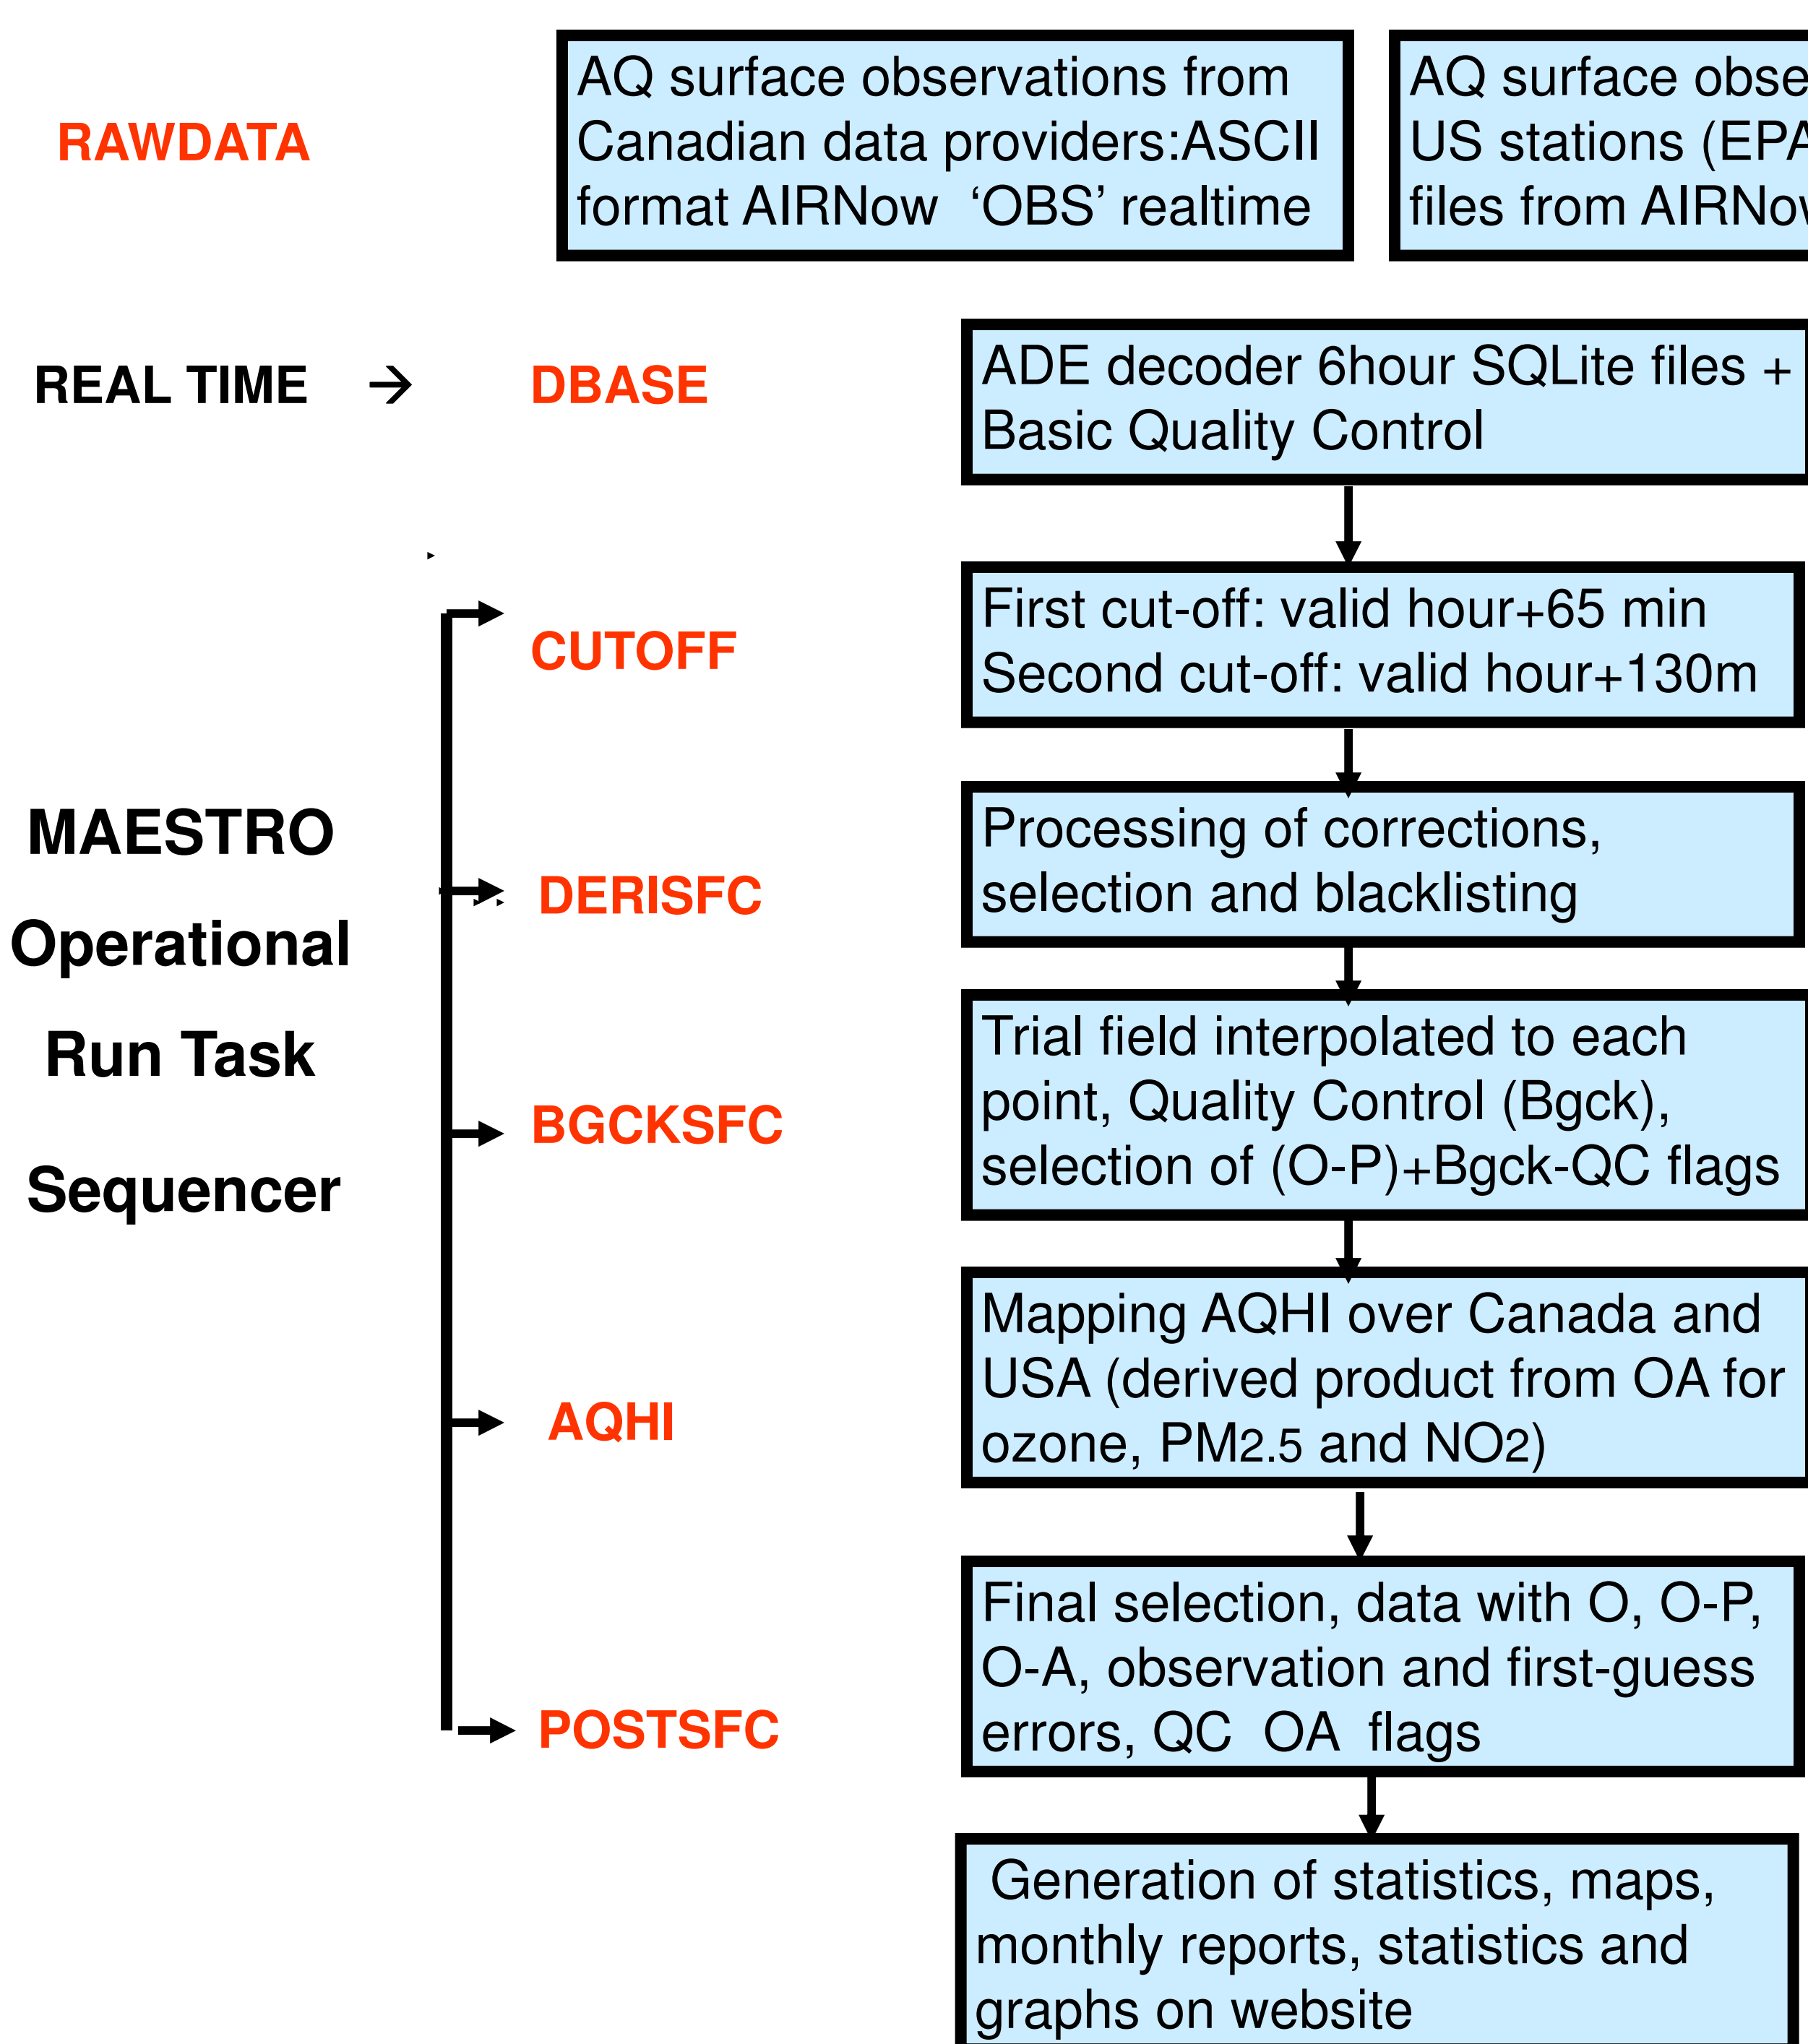 RAWDATA
AQ surface observations from
Canadian data providers:ASCII
format AIRNow ‘OBS’ realtime
AQ surface
US stations
files from
REAL TIME →
DBASE
ADE decoder 6hour SQLite files +
Basic Quality Control
CUTOFF
First cut-off: valid hour+65 min
Second cut-off: valid hour+130m
MAESTRO
Operational
Run Task
Sequencer
DERISFC
Processing of corrections,
selection and blacklisting
BGCKSFC
Trial field interpolated to each
point, Quality Control (Bgck),
selection of (O-P)+Bgck-QC flags
AQHI
Mapping AQHI over Canada and
USA (derived product from OA for
ozone, PM2.5 and NO2)
POSTSFC
Final selection, data with O, O-P,
O-A, observation and first-guess
errors, QC OA flags
Generation of statistics, maps,
monthly reports, statistics and
graphs on website